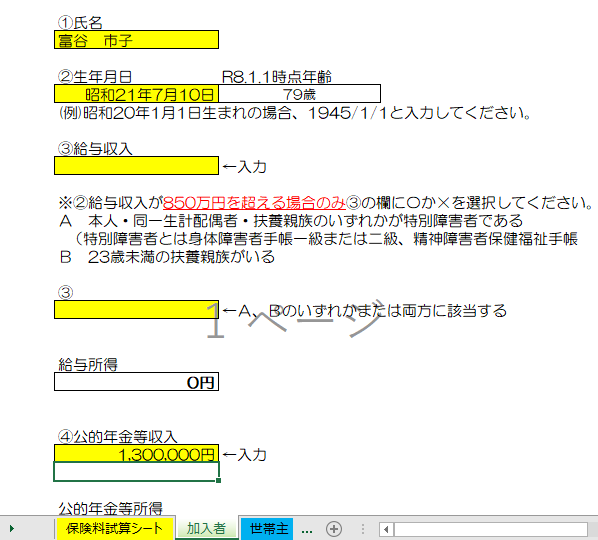 ①氏名
富谷　市子
②生年月日　R8.1.1時点年齢
昭和21年7月10日　79歳
(例)昭和20年1月1日生まれの場合、1945/1/1と入力してください。
③給与収入
←入力
※②給与収入が850万円を超える場合のみ③の欄に〇か×を選択してください。
A　本人・同一生計配偶者・扶養親族のいずれかが特別障害者である
（特別障害者とは身体障害者手帳一級または二級、精神障害者保健福祉手帳
B　23歳未満の扶養親族がいる
③
←A、Bのいずれかまたは両方に該当する
1 ページ
給与所得
0円
④公的年金等収入
1,300,000円　←入力
公的年金等所得
保険料試算シート　加入者　世帯主　...